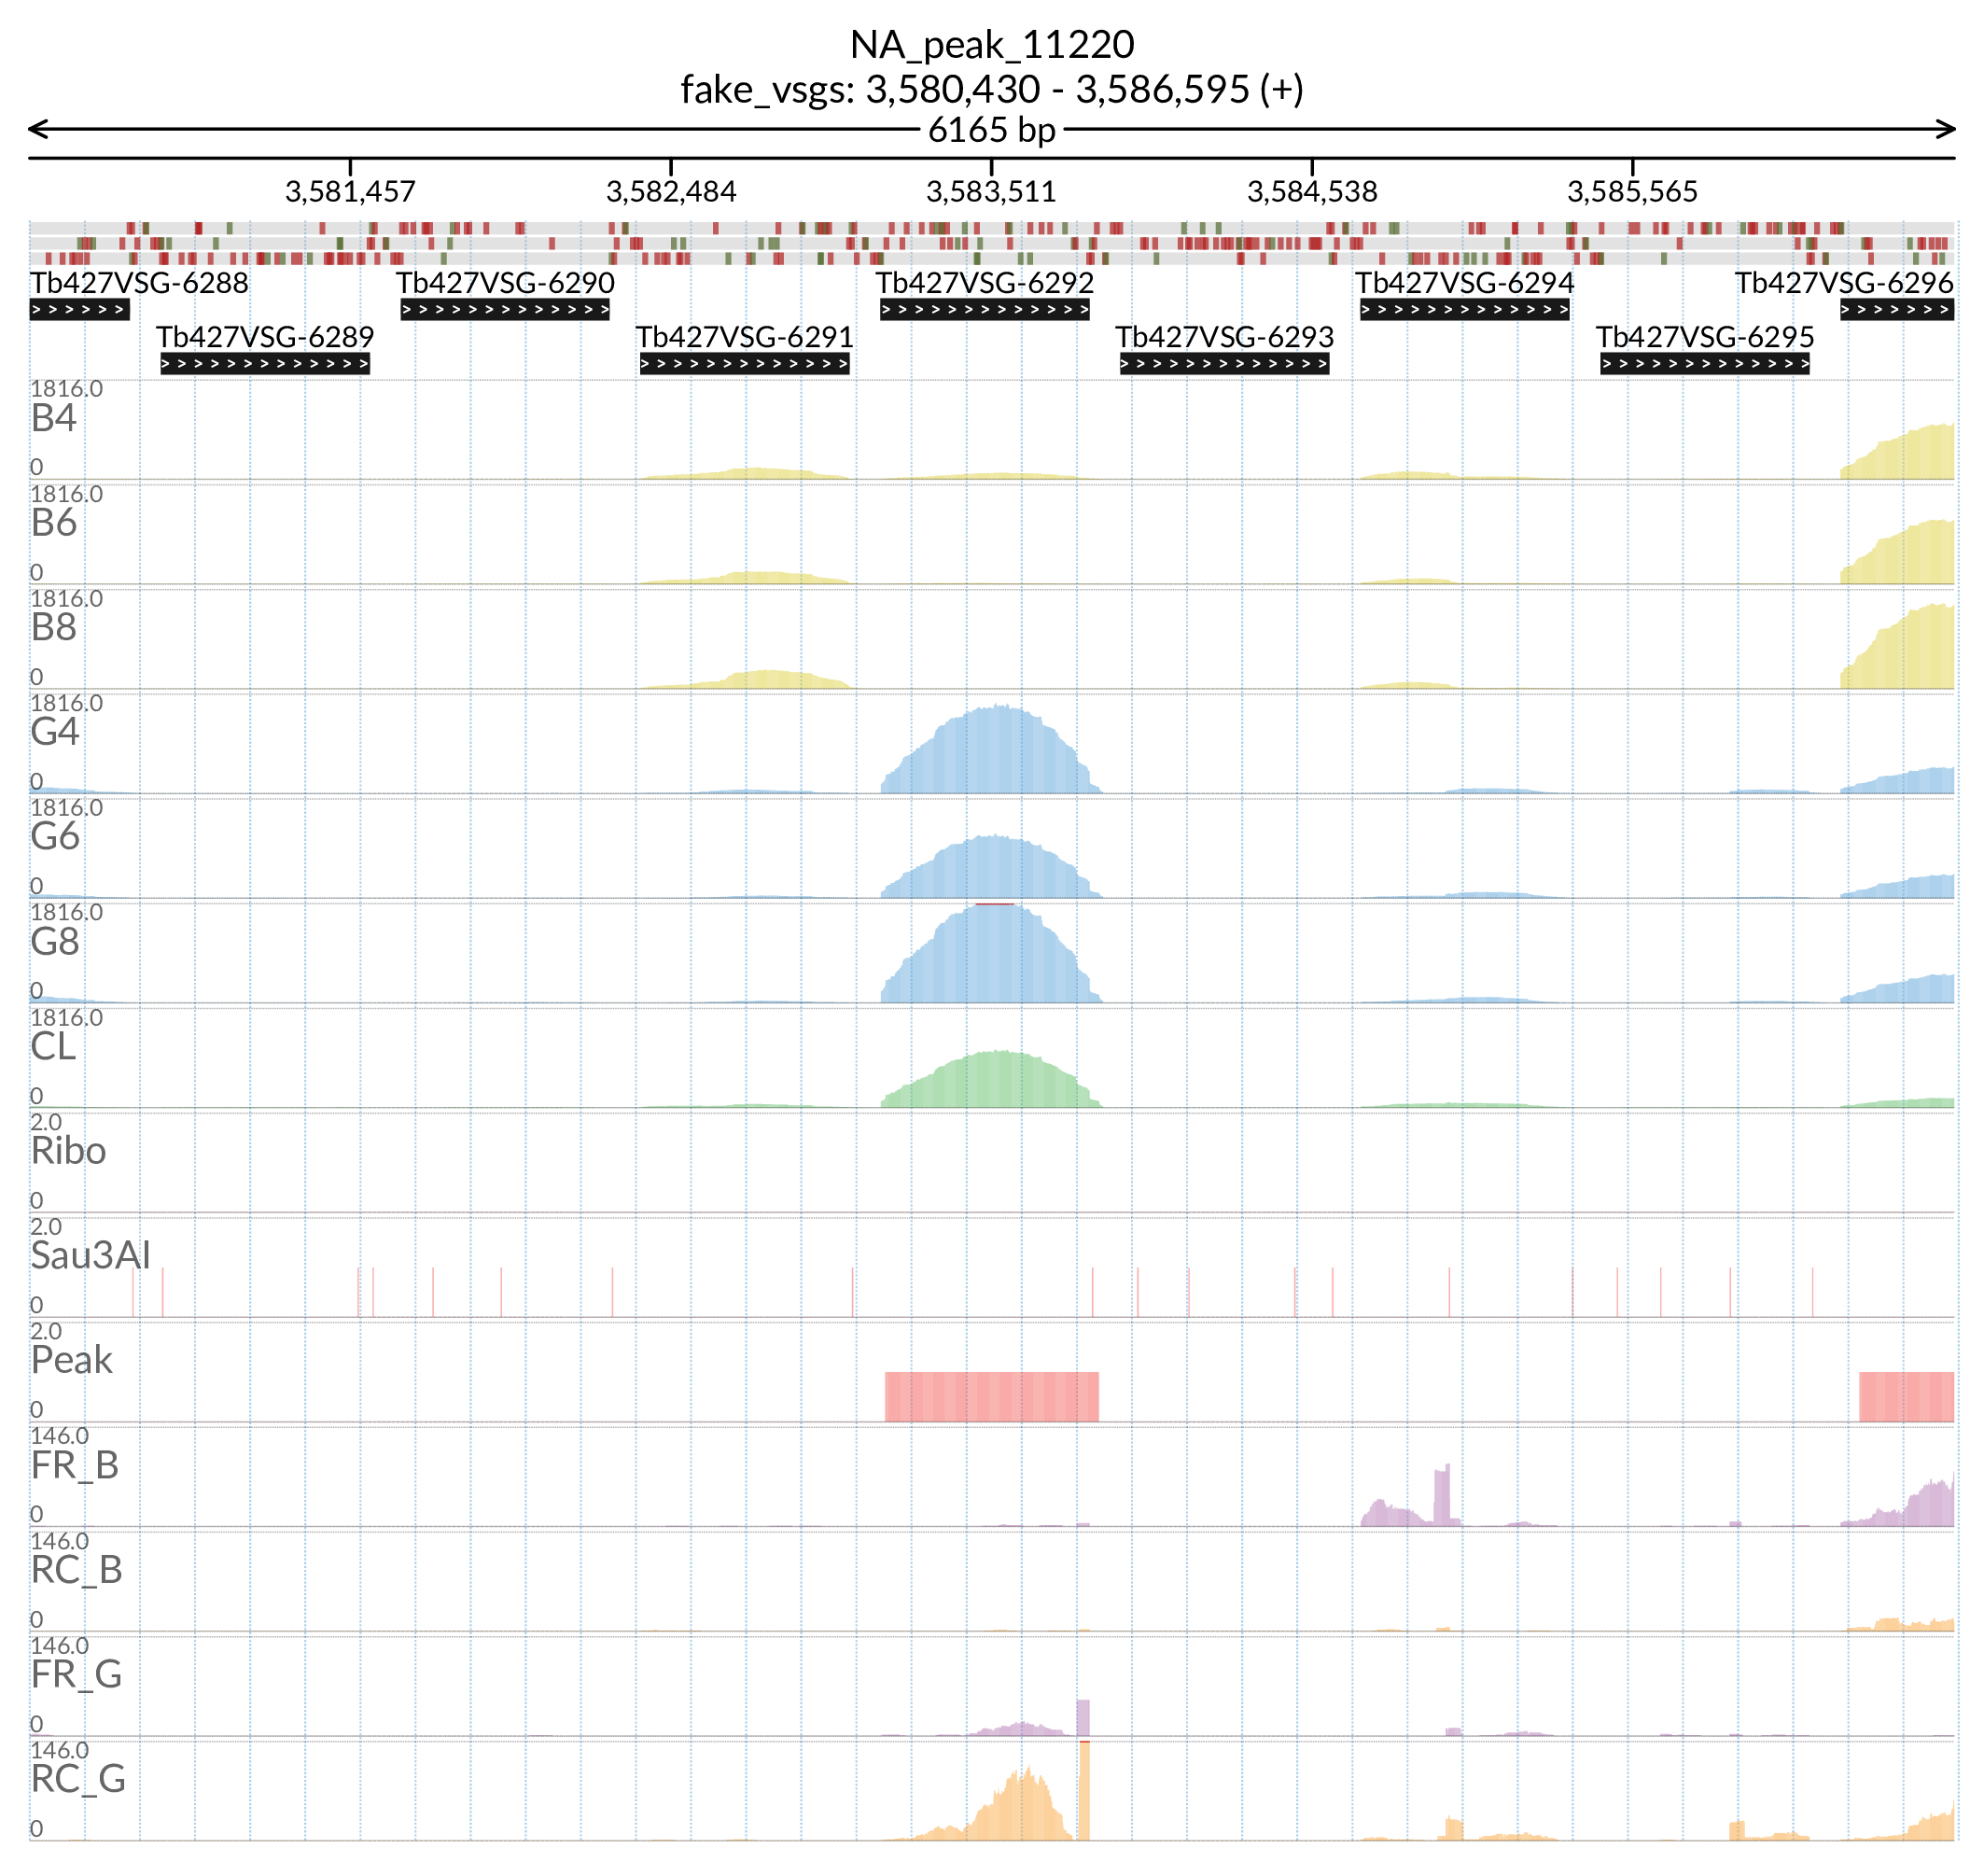 NA_peak_11220
fake_vsgs: 3,580,430 - 3,586,595 (+)
6165 bp
3,581,457 3,582,484 3,583,511 3,584,538 3,585,565
Tb427VSG-6288 Tb427VSG-6290 Tb427VSG-6292 Tb427VSG-6294 Tb427VSG-6296
Tb427VSG-6289 Tb427VSG-6291 Tb427VSG-6293 Tb427VSG-6295
1816.0
B4
0
1816.0
B6
0
1816.0
B8
0
1816.0
G4
0
1816.0
G6
0
1816.0
G8
0
1816.0
CL
0
2.0
Ribo
0
2.0
Sau3AI
0
2.0
Peak
0
146.0
FR_B
0
146.0
RC_B
0
146.0
FR_G
0
146.0
RC_G
0